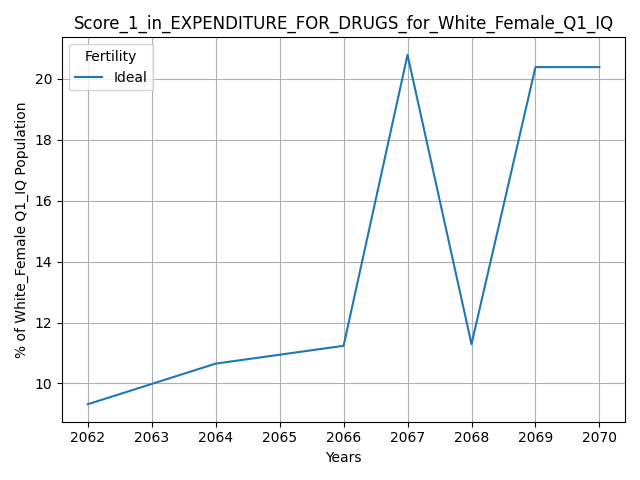 Score_1_in_EXPENDITURE_FOR_DRUGS_for_White_Female_Q1_IQ
Fertility
Ideal
% of White_Female Q1_IQ Population
20
18
16
14
12
10
2062 2063 2064 2065 2066 2067 2068 2069 2070
Years